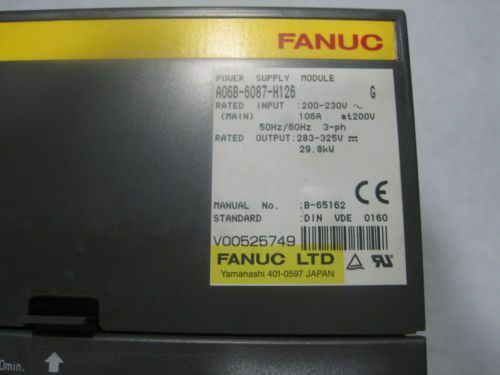 FANUC
POWER SUPPLY MODULE
A06B-6087-H126 G
RATED INPUT :200-230V ~
(MAIN) 106A at200V
50Hz/60Hz 3-ph
RATED OUTPUT:283-325V ⎓
29.8kW
MANUAL No. :B-65162
STANDARD :DIN VDE 0160
CE
V00525749
FANUC LTD
Yamanashi 401-0597 JAPAN
0min.